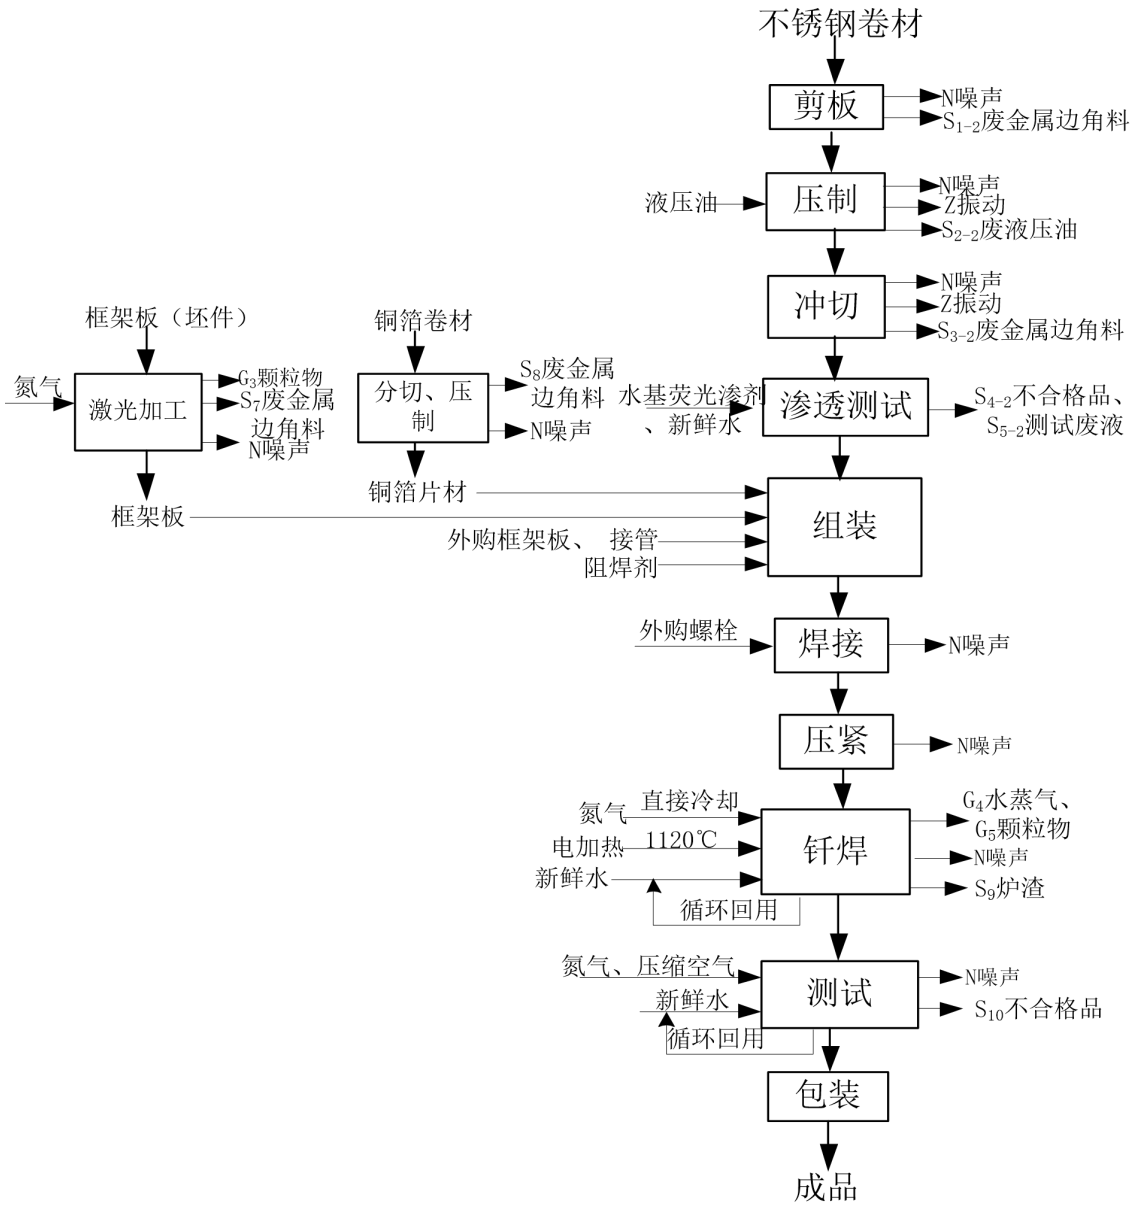 不锈钢卷材
剪板
N噪声
S₁₋₂废金属边角料
液压油
压制
N噪声
Z振动
S₂₋₂废液压油
冲切
N噪声
Z振动
S₃₋₂废金属边角料
框架板（坯件）
氮气
激光加工
G₃颗粒物
S₇废金属
边角料
N噪声
框架板
铜箔卷材
分切、压
制
S₈废金属
边角料
N噪声
铜箔片材
水基荧光渗剂
、新鲜水
渗透测试
S₄₋₂不合格品、
S₅₋₂测试废液
组装
外购框架板、 接管
阻焊剂
外购螺栓
焊接
N噪声
压紧
N噪声
氮气
直接冷却
电加热
1120℃
新鲜水
循环回用
钎焊
G₄水蒸气、
G₅颗粒物
N噪声
S₉炉渣
氮气、压缩空气
新鲜水
循环回用
测试
N噪声
S₁₀不合格品
包装
成品